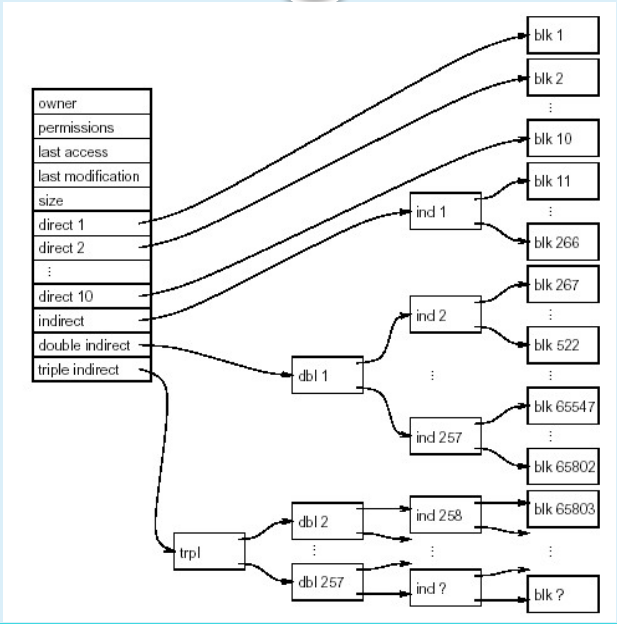 owner
permissions
last access
last modification
size
direct 1
direct 2
⋮
direct 10
indirect
double indirect
triple indirect
trpl
dbl 1
dbl 2
⋮
dbl 257
ind 1
ind 2
⋮
ind 257
ind 258
⋮
ind ?
blk 1
blk 2
⋮
blk 10
blk 11
⋮
blk 266
blk 267
⋮
blk 522
blk 65547
⋮
blk 65802
blk 65803
⋮
blk ?